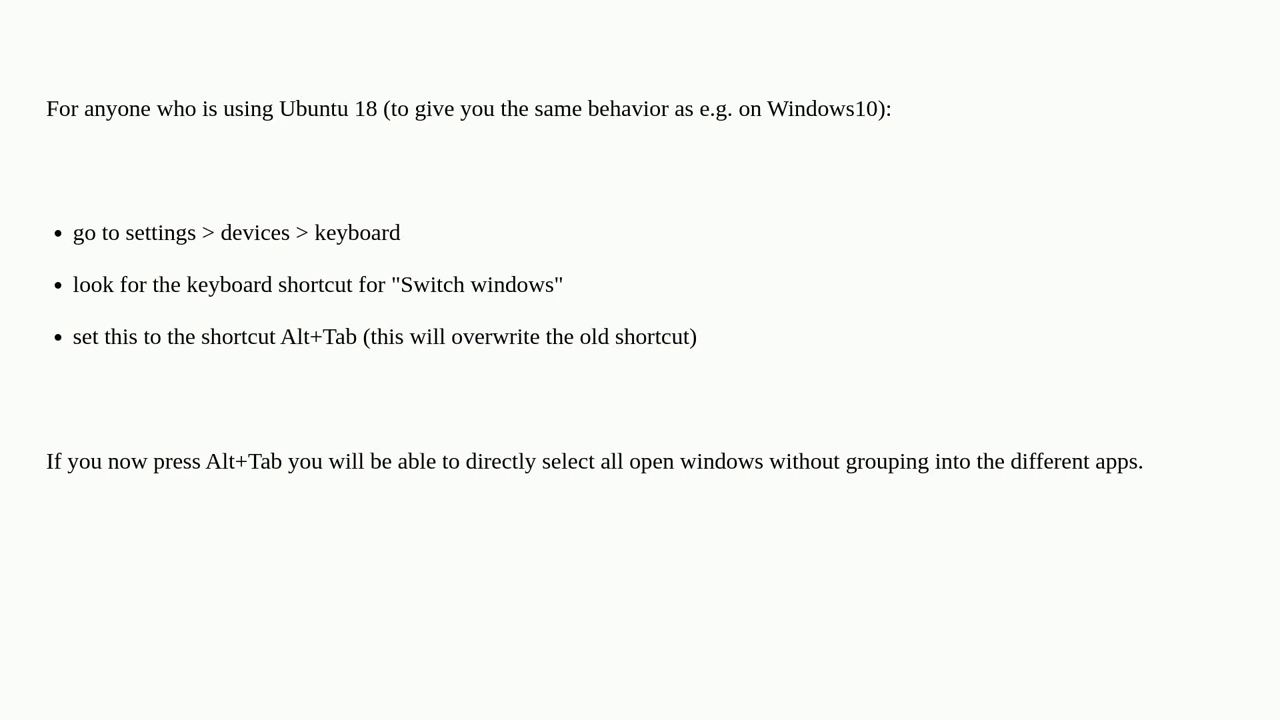 For anyone who is using Ubuntu 18 (to give you the same behavior as e.g. on Windows10):
• go to settings > devices > keyboard
• look for the keyboard shortcut for "Switch windows"
• set this to the shortcut Alt+Tab (this will overwrite the old shortcut)
If you now press Alt+Tab you will be able to directly select all open windows without grouping into the different apps.